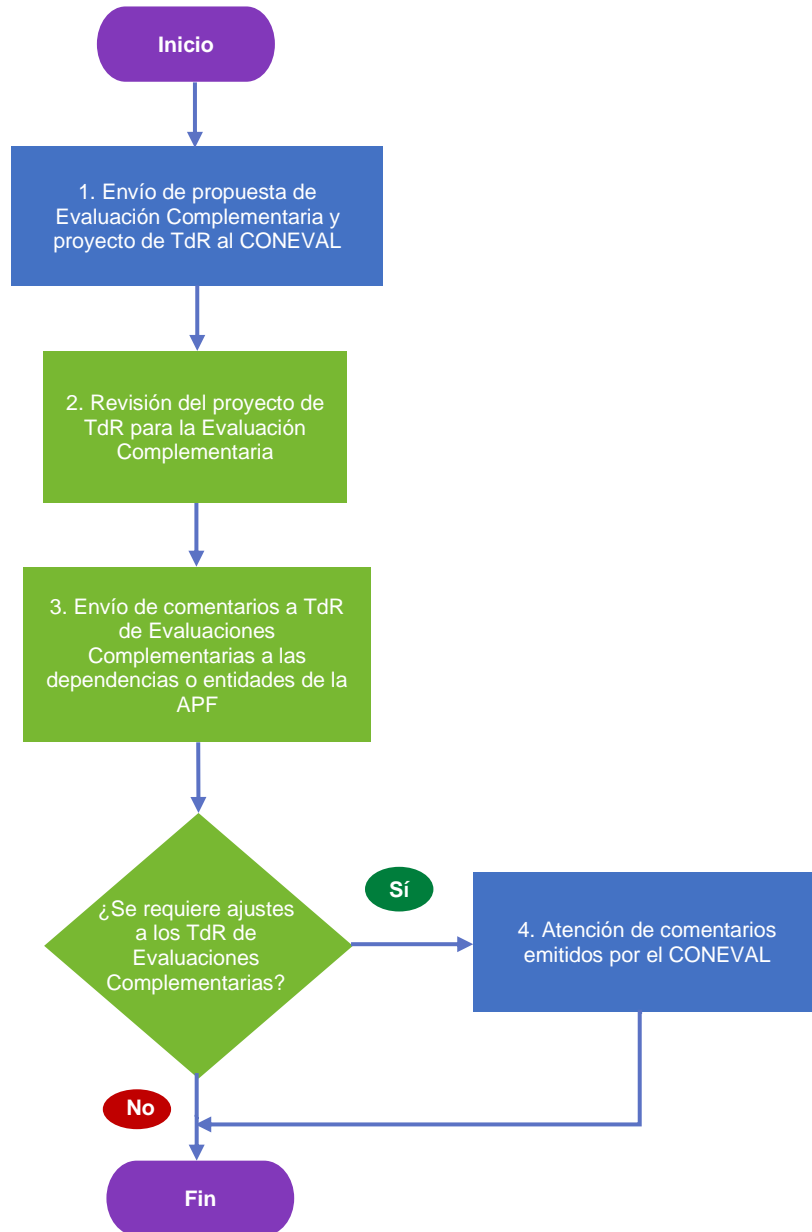 Inicio
1. Envío de propuesta de
Evaluación Complementaria y
proyecto de TdR al CONEVAL
2. Revisión del proyecto de
TdR para la Evaluación
Complementaria
3. Envío de comentarios a TdR
de Evaluaciones
Complementarias a las
dependencias o entidades de la
APF
¿Se requiere ajustes
a los TdR de
Evaluaciones
Complementarias?
Sí
4. Atención de comentarios
emitidos por el CONEVAL
No
Fin